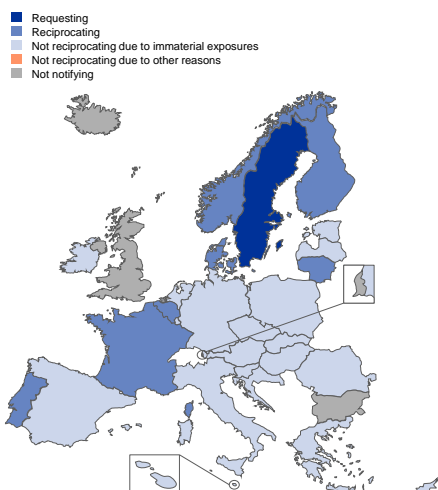 Requesting
Reciprocating
Not reciprocating due to immaterial exposures
Not reciprocating due to other reasons
Not notifying